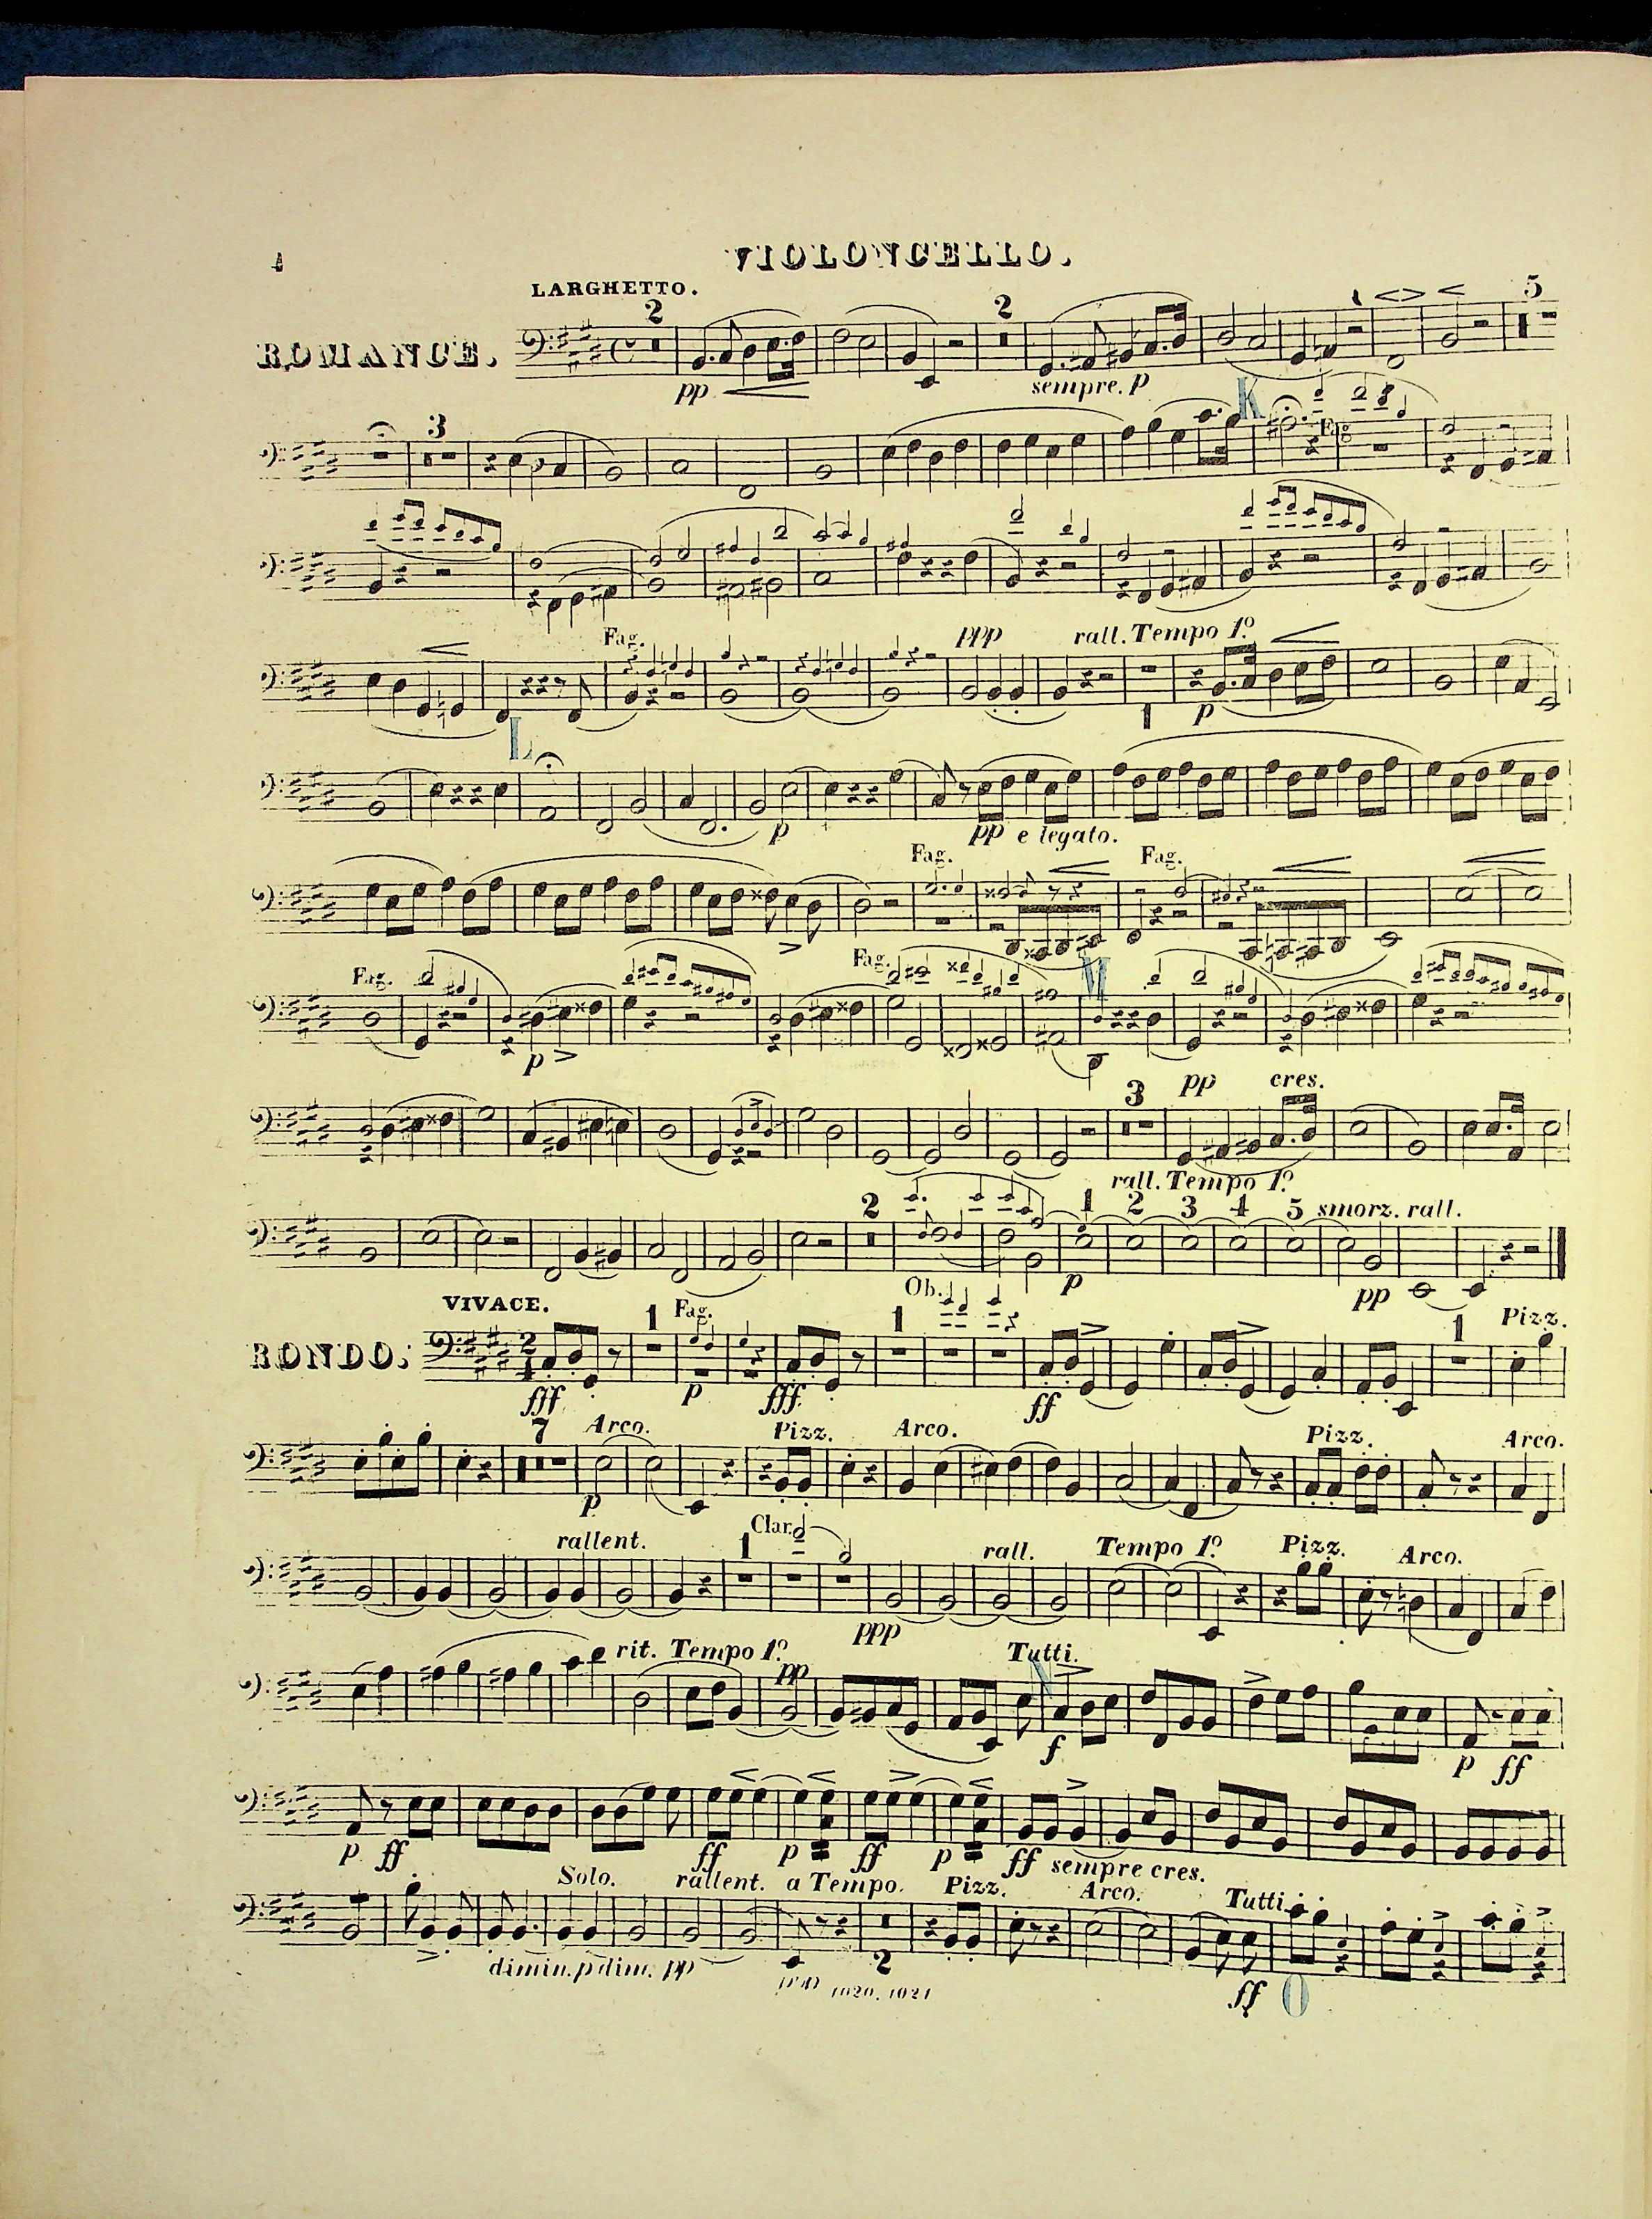 4
VIOLONCELLO.
LARGHETTO.
ROMANCE.
2 2 5
pp sempre. p
K
3
Fag
Fag. ppp rall. Tempo 1º
1 p
L
p pp e legato.
Fag. Fag.
Fag. Fag. M
p
3 pp cres.
rall. Tempo 1º
2 1 2 3 4 5 smorz. rall.
p pp
VIVACE.
RONDO.
2 4
1 Fag. 1 Ob. 1 Pizz.
fff p fff ff
7 Arco. Pizz. Arco. Pizz. Arco.
p
rallent. 1 Clar. rall. Tempo 1º Pizz. Arco.
ppp
rit. Tempo 1º pp Tutti. N
f p ff
p ff ff p ff p ff sempre cres.
Solo. rallent. a Tempo. Pizz. Arco. Tutti.
dimin. p dim. pp 2 ff O
1020. 1021